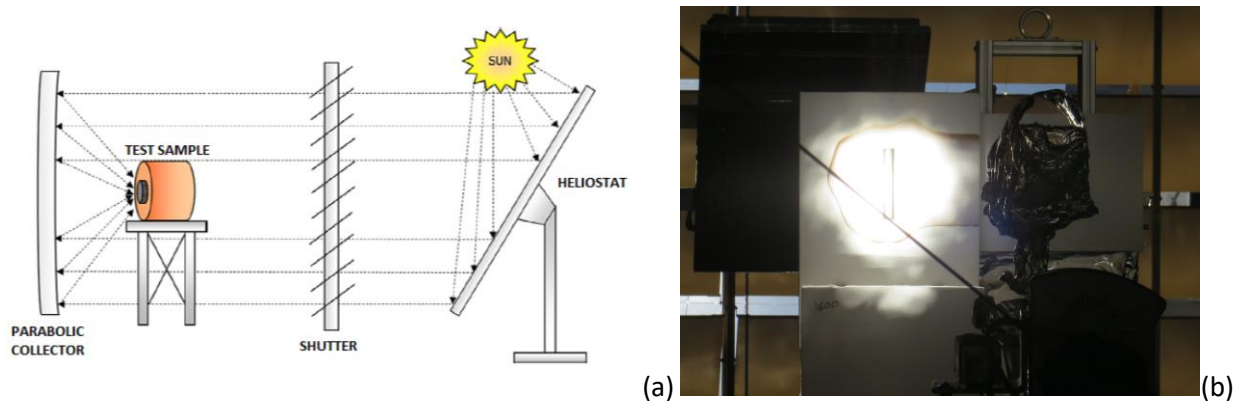 SUN
TEST SAMPLE
HELIOSTAT
PARABOLIC
COLLECTOR
SHUTTER
(a)
1600
(b)